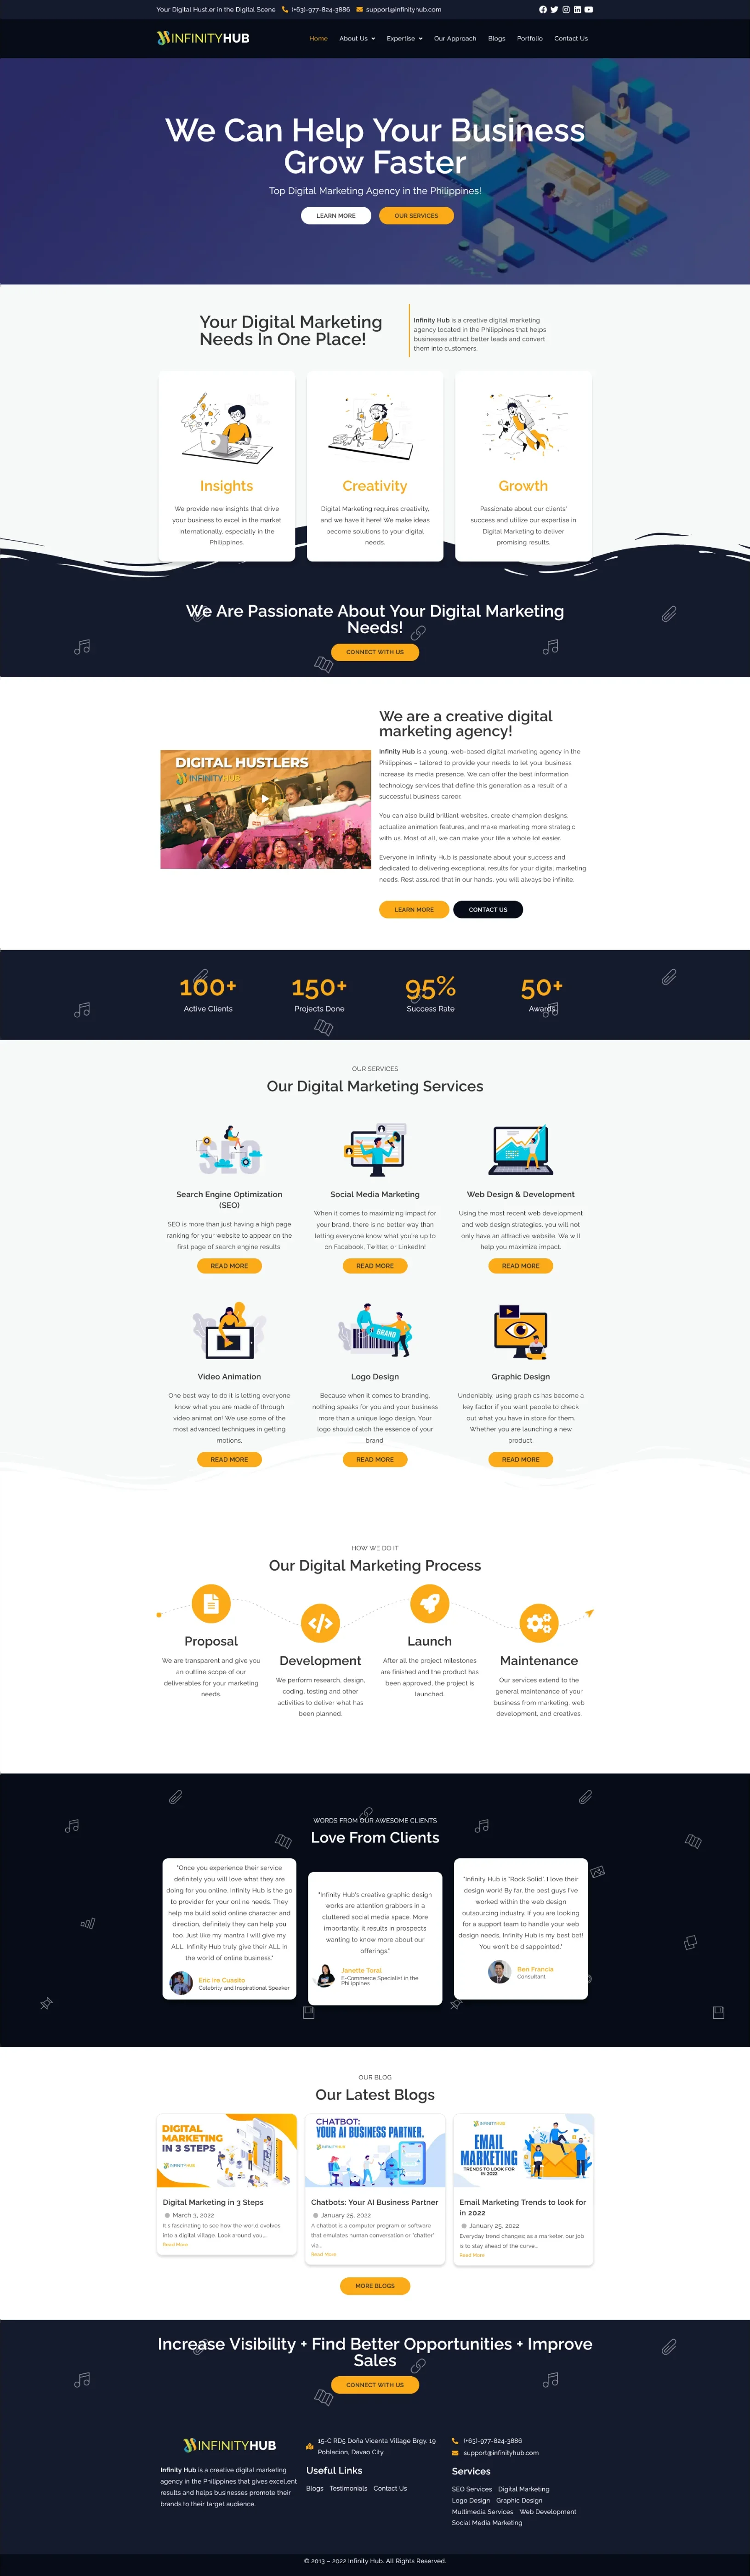 Your Digital Hustler in the Digital Scene (+63)-977-824-3886 support@infinityhub.com
INFINITYHUB Home About Us Expertise Our Approach Blogs Portfolio Contact Us
We Can Help Your Business
Grow Faster
Top Digital Marketing Agency in the Philippines!
LEARN MORE OUR SERVICES
Your Digital Marketing
Needs In One Place!
Infinity Hub is a creative digital marketing
agency located in the Philippines that helps
businesses attract better leads and convert
them into customers.
Insights
We provide new insights that drive
your business to excel in the market
internationally, especially in the
Philippines.
Creativity
Digital Marketing requires creativity,
and we have it here! We make ideas
become solutions to your digital
needs.
Growth
Passionate about our clients'
success and utilize our expertise in
Digital Marketing to deliver
promising results.
We Are Passionate About Your Digital Marketing
Needs!
CONNECT WITH US
DIGITAL HUSTLERS
INFINITYHUB
We are a creative digital
marketing agency!
Infinity Hub is a young, web-based digital marketing agency in the
Philippines – tailored to provide your needs to let your business
increase its media presence. We can offer the best information
technology services that define this generation as a result of a
successful business career.
You can also build brilliant websites, create champion designs,
actualize animation features, and make marketing more strategic
with us. Most of all, we can make your life a whole lot easier.
Everyone in Infinity Hub is passionate about your success and
dedicated to delivering exceptional results for your digital marketing
needs. Rest assured that in our hands, you will always be infinite.
LEARN MORE CONTACT US
100+ 150+ 95% 50+
Active Clients Projects Done Success Rate Awards
OUR SERVICES
Our Digital Marketing Services
SEO
Search Engine Optimization
(SEO)
SEO is more than just having a high page
ranking for your website to appear on the
first page of search engine results.
READ MORE
Social Media Marketing
When it comes to maximizing impact for
your brand, there is no better way than
letting everyone know what you're up to
on Facebook, Twitter, or LinkedIn!
READ MORE
Web Design & Development
Using the most recent web development
and web design strategies, you will not
only have an attractive website. We will
help you maximize impact.
READ MORE
Video Animation
One best way to do it is letting everyone
know what you are made of through
video animation! We use some of the
most advanced techniques in getting
motions.
READ MORE
BRAND
Logo Design
Because when it comes to branding,
nothing speaks for you and your business
more than a unique logo design. Your
logo should catch the essence of your
brand.
READ MORE
Graphic Design
Undeniably, using graphics has become a
key factor if you want people to check
out what you have in store for them.
Whether you are launching a new
product.
READ MORE
HOW WE DO IT
Our Digital Marketing Process
Proposal
We are transparent and give you
an outline scope of our
deliverables for your marketing
needs.
Development
We perform research, design,
coding, testing and other
activities to deliver what has
been planned.
Launch
After all the project milestones
are finished and the product has
been approved, the project is
launched.
Maintenance
Our services extend to the
general maintenance of your
business from marketing, web
development, and creatives.
WORDS FROM OUR AWESOME CLIENTS
Love From Clients
"Once you experience their service
definitely you will love what they are
doing for you online. Infinity Hub is the go
to provider for your online needs. They
help me build solid online character and
direction, definitely they can help you
too. Just like my mantra I will give my
ALL, Infinity Hub truly give their ALL in
the world of online business."
Celebrity and Inspirational Speaker
"Infinity Hub's creative graphic design
works are attention grabbers in a
cluttered social media space. More
importantly, it results in prospects
wanting to know more about our
offerings."
Janette Toral
E-Commerce Specialist in the
Philippines
"Infinity Hub is "Rock Solid". I love their
design work! By far, the best guys I've
worked within the web design
outsourcing industry. If you are looking
for a support team to handle your web
design needs, Infinity Hub is my best bet!
You won't be disappointed."
Ben Francia
Consultant
OUR BLOG
Our Latest Blogs
DIGITAL
MARKETING
IN 3 STEPS
INFINITYHUB
Digital Marketing in 3 Steps
March 3, 2022
It's fascinating to see how the world evolves
into a digital village. Look around you,...
Read More
CHATBOT:
YOUR AI BUSINESS PARTNER.
INFINITYHUB
Chatbots: Your AI Business Partner
January 25, 2022
A chatbot is a computer program or software
that emulates human conversation or "chatter"
via...
Read More
INFINITYHUB
EMAIL
MARKETING
TRENDS TO LOOK FOR
IN 2022
Email Marketing Trends to look for
in 2022
January 25, 2022
Everyday trend changes; as a marketer, our job
is to stay ahead of the curve...
Read More
MORE BLOGS
Increase Visibility + Find Better Opportunities + Improve
Sales
CONNECT WITH US
INFINITYHUB
Infinity Hub is a creative digital marketing
agency in the Philippines that gives excellent
results and helps businesses promote their
brands to their target audience.
15-C RD5 Doña Vicenta Village Brgy. 19
Poblacion, Davao City
Useful Links
Blogs Testimonials Contact Us
(+63)-977-824-3886
support@infinityhub.com
Services
SEO Services Digital Marketing
Logo Design Graphic Design
Multimedia Services Web Development
Social Media Marketing
© 2013 – 2022 Infinity Hub. All Rights Reserved.